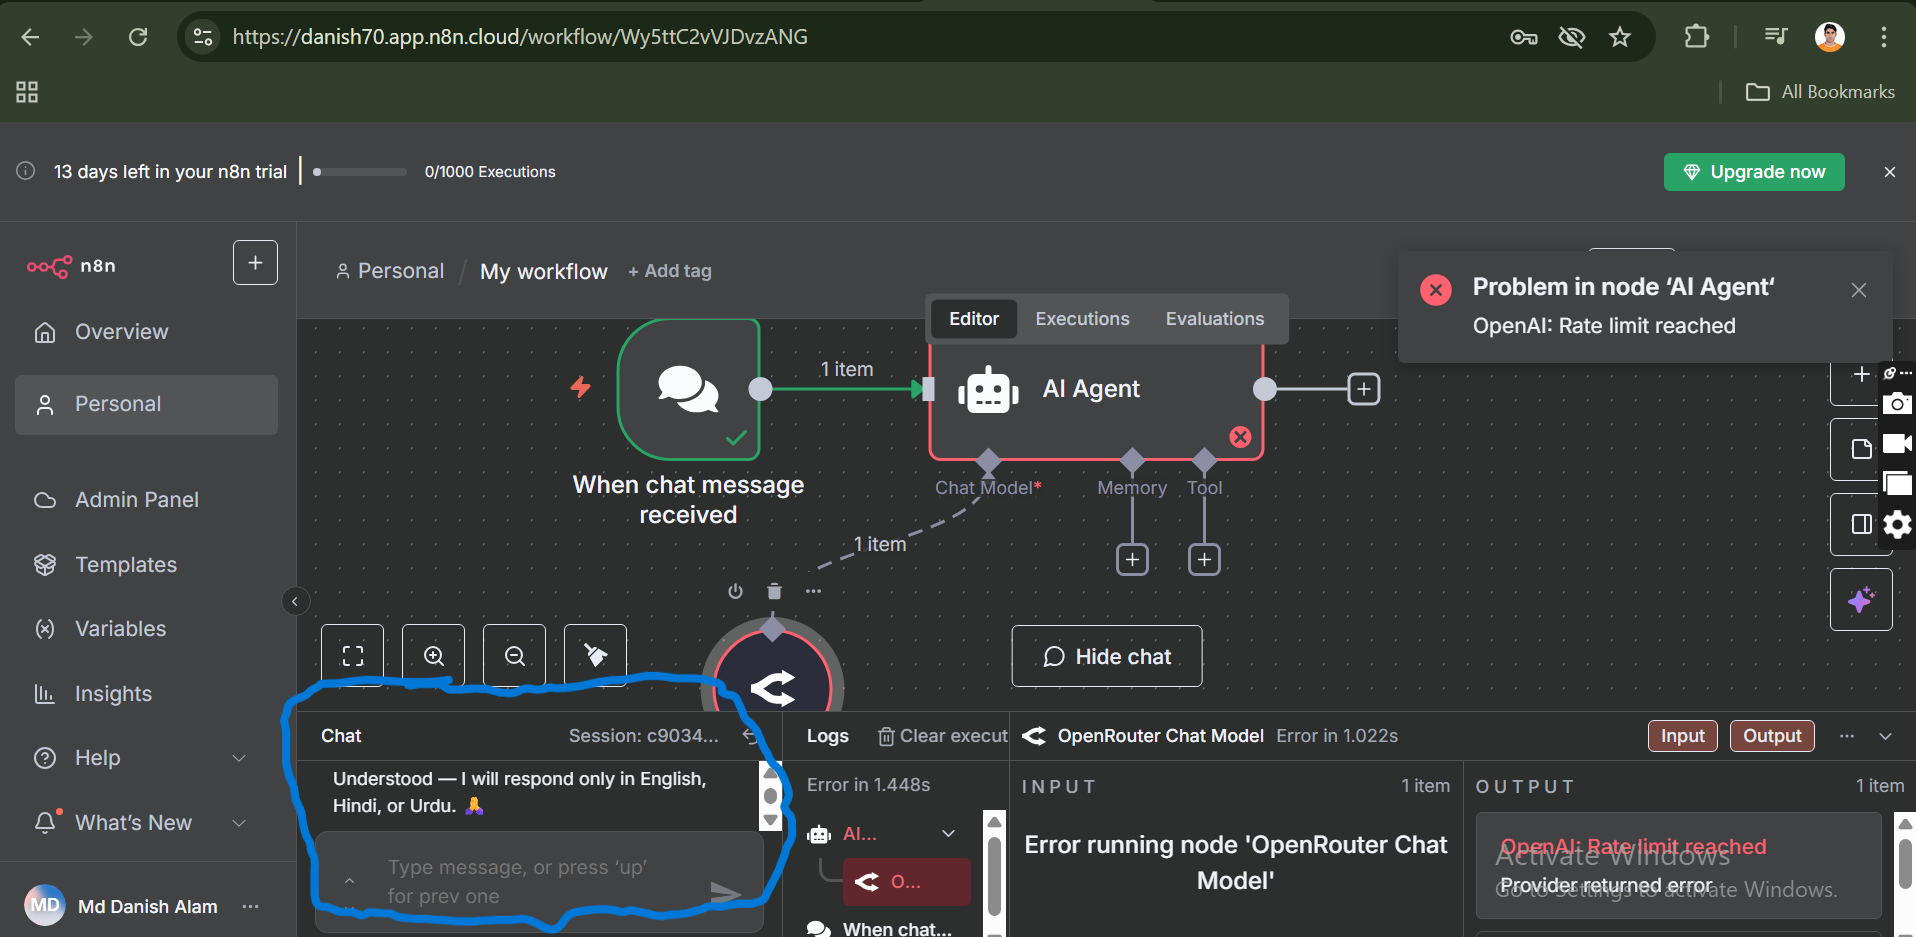 https://danish70.app.n8n.cloud/workflow/Wy5ttC2vVJDvzANG
All Bookmarks
13 days left in your n8n trial
0/1000 Executions
Upgrade now
n8n
Personal / My workflow + Add tag
Problem in node ‘AI Agent‘
OpenAI: Rate limit reached
Editor Executions Evaluations
Overview
Personal
Admin Panel
Templates
Variables
Insights
Help
What’s New
MD Md Danish Alam
1 item
AI Agent
When chat message
received
Chat Model*
Memory
Tool
1 item
Hide chat
Chat
Session: c9034...
Understood — I will respond only in English,
Hindi, or Urdu. 🙏
Type message, or press ‘up’
for prev one
Logs
Clear execut
Error in 1.448s
AI...
O...
When chat...
OpenRouter Chat Model Error in 1.022s
Input Output
INPUT
1 item
Error running node 'OpenRouter Chat
Model'
OUTPUT
1 item
OpenAI: Rate limit reached
Provider returned error
Activate Windows
Go to Settings to activate Windows.